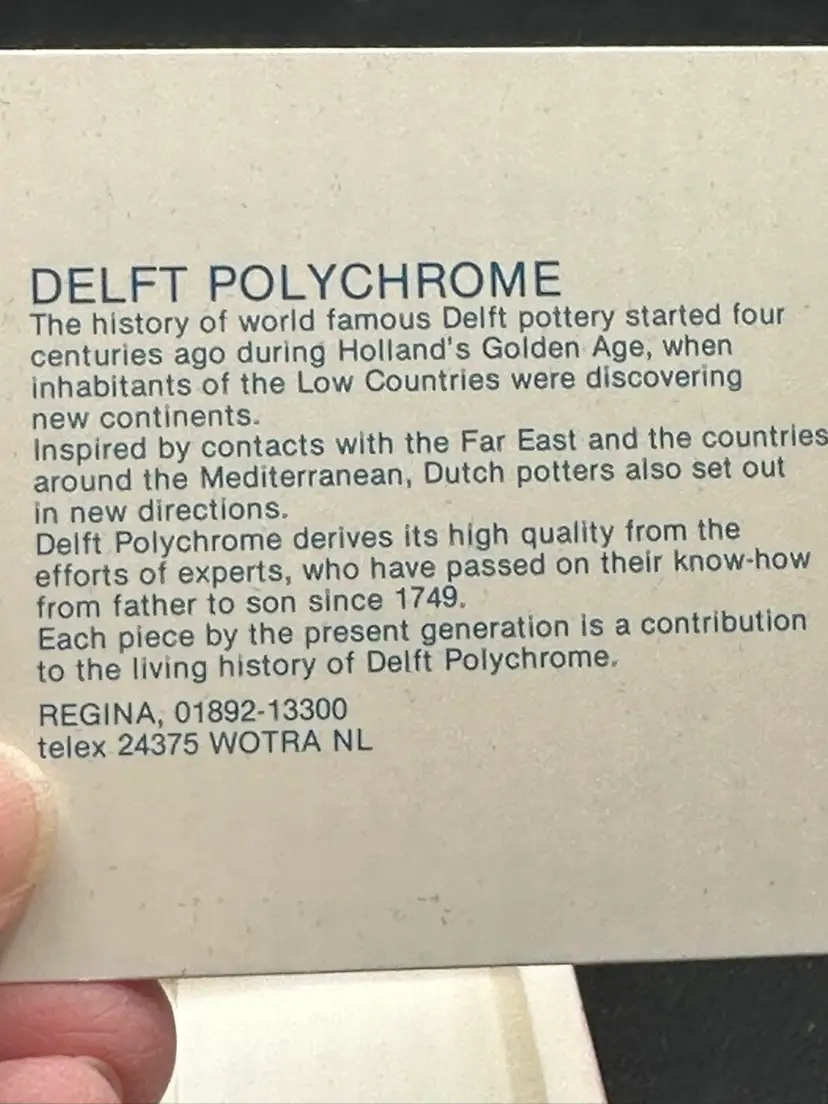 DELFT POLYCHROME
The history of world famous Delft pottery started four
centuries ago during Holland's Golden Age, when
inhabitants of the Low Countries were discovering
new continents.
Inspired by contacts with the Far East and the countries
around the Mediterranean, Dutch potters also set out
in new directions.
Delft Polychrome derives its high quality from the
efforts of experts, who have passed on their know-how
from father to son since 1749.
Each piece by the present generation is a contribution
to the living history of Delft Polychrome.
REGINA, 01892-13300
telex 24375 WOTRA NL